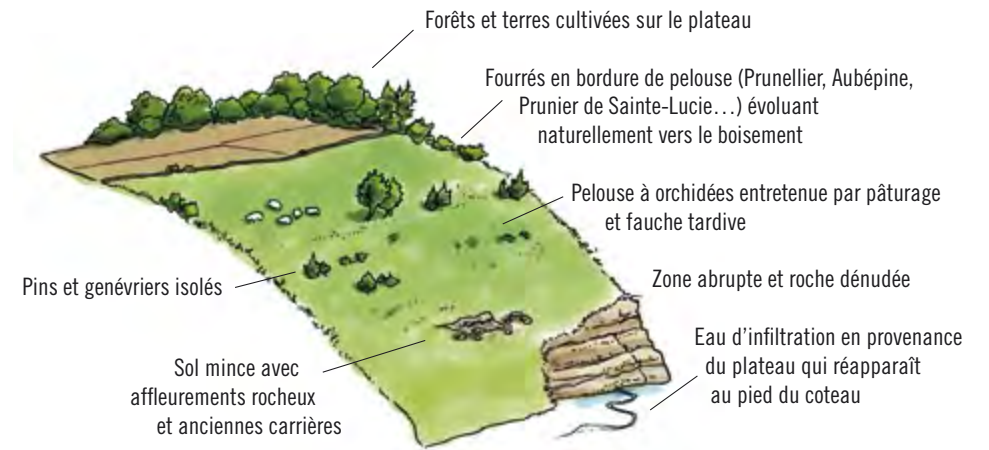 Forêts et terres cultivées sur le plateau
Fourrés en bordure de pelouse (Prunellier, Aubépine,
Prunier de Sainte-Lucie…) évoluant
naturellement vers le boisement
Pelouse à orchidées entretenue par pâturage
et fauche tardive
Pins et genévriers isolés
Zone abrupte et roche dénudée
Eau d’infiltration en provenance
du plateau qui réapparaît
au pied du coteau
Sol mince avec
affleurements rocheux
et anciennes carrières